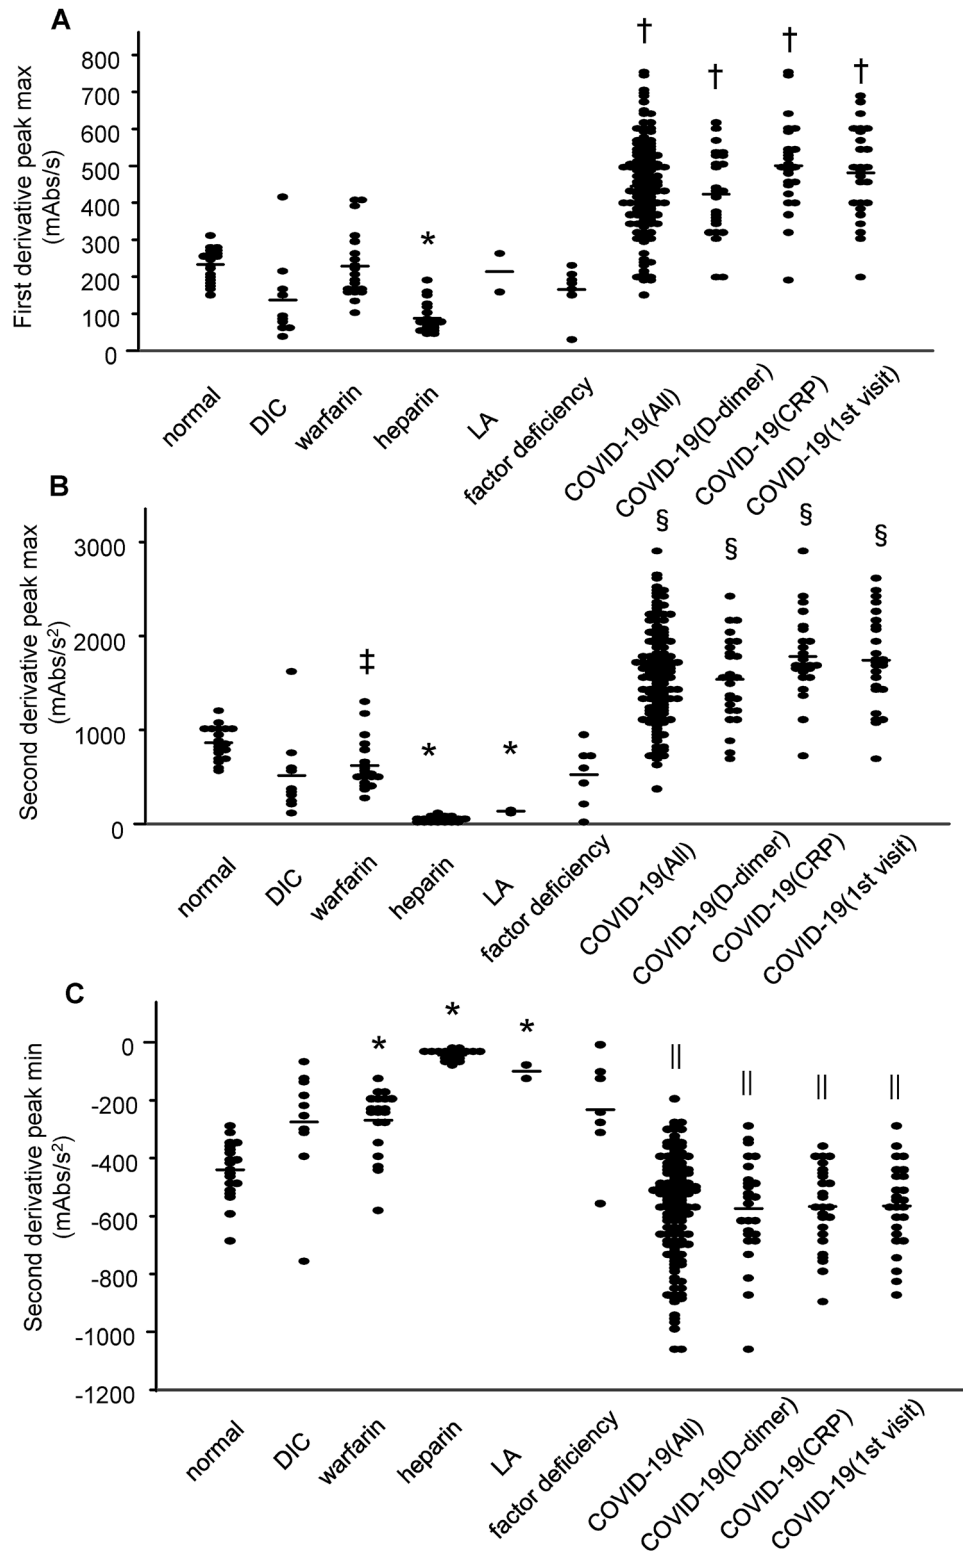 A
First derivative peak max
(mAbs/s)
800
700
600
500
400
300
200
100
0
†
†
†
†
*
normal
DIC
warfarin
heparin
LA
factor deficiency
COVID-19(All)
COVID-19(D-dimer)
COVID-19(CRP)
COVID-19(1st visit)
B
Second derivative peak max
(mAbs/s²)
3000
2000
1000
0
‡
*
*
§
§
§
§
normal
DIC
warfarin
heparin
LA
factor deficiency
COVID-19(All)
COVID-19(D-dimer)
COVID-19(CRP)
COVID-19(1st visit)
C
Second derivative peak min
(mAbs/s²)
0
-200
-400
-600
-800
-1000
-1200
*
*
*
||
||
||
||
normal
DIC
warfarin
heparin
LA
factor deficiency
COVID-19(All)
COVID-19(D-dimer)
COVID-19(CRP)
COVID-19(1st visit)